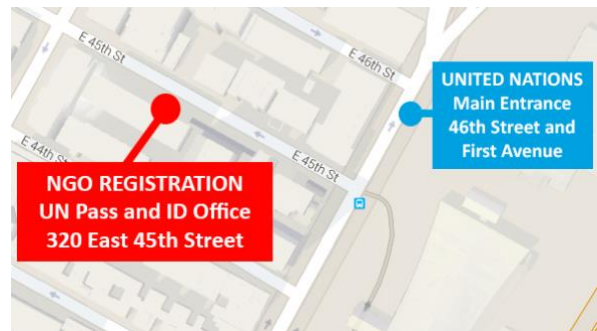 E 45th St
E 46th St
UNITED NATIONS
Main Entrance
46th Street and
First Avenue
E 44th St
E 45th St
NGO REGISTRATION
UN Pass and ID Office
320 East 45th Street